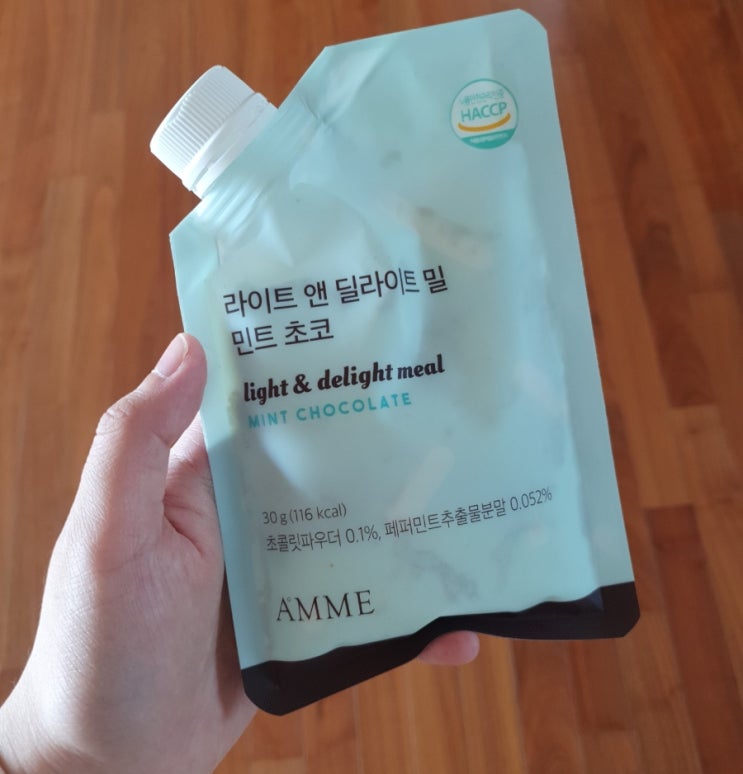 HACCP
라이트 앤 딜라이트 밀
민트 초코
light & delight meal
MINT CHOCOLATE
30 g (116 kcal)
초콜릿파우더 0.1%, 페퍼민트추출물분말 0.052%
ÅMME